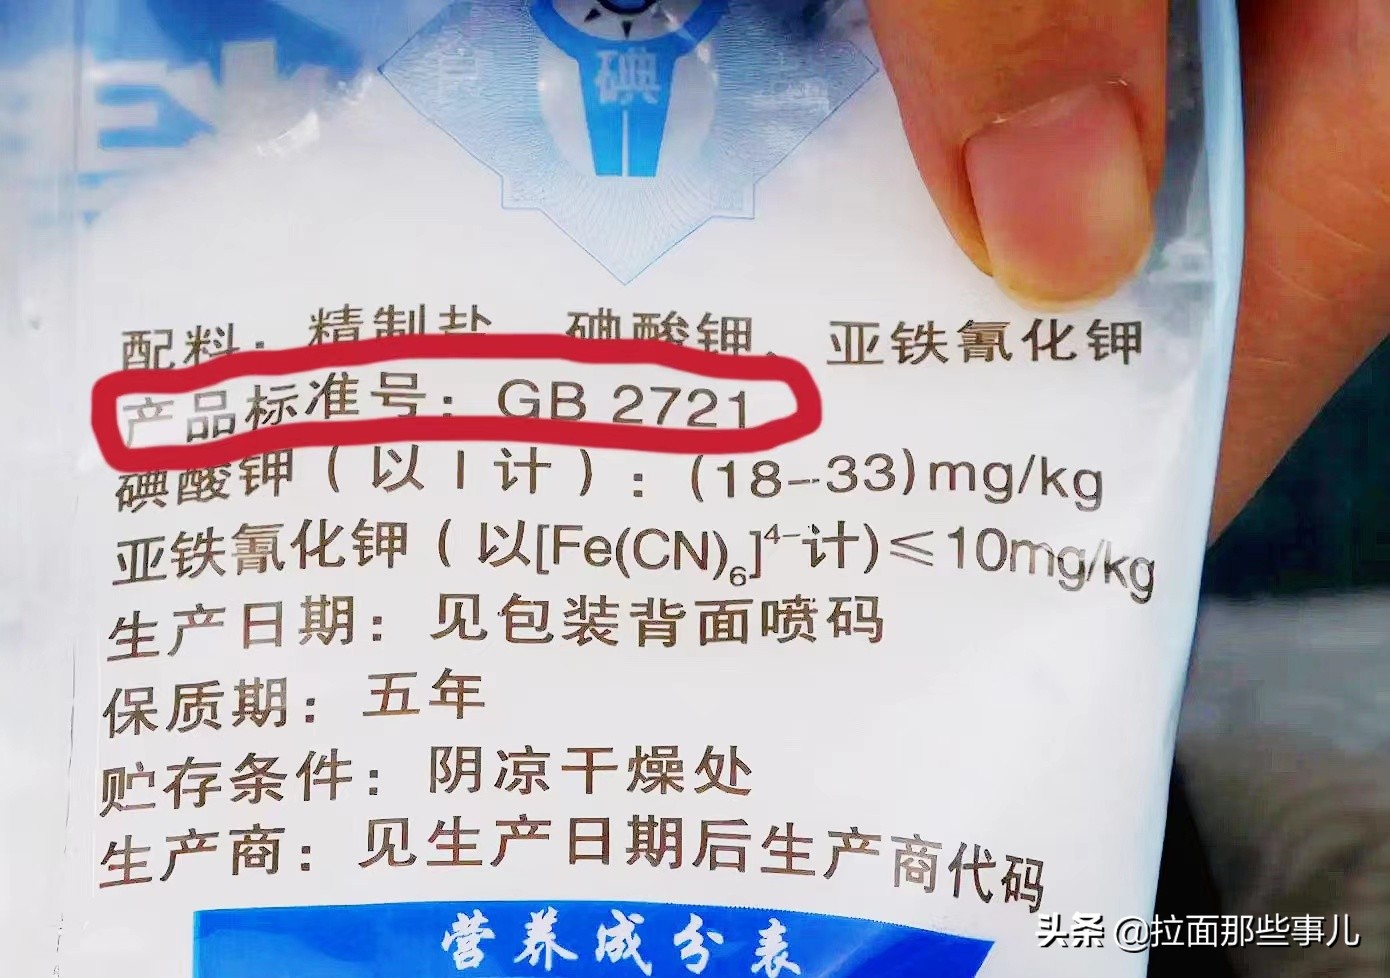 碘
配料：精制盐、碘酸钾、亚铁氰化钾
产品标准号：GB 2721
碘酸钾（以I计）：(18--33)mg/kg
亚铁氰化钾（以[Fe(CN)₆]⁴⁻计)≤10mg/kg
生产日期：见包装背面喷码
保质期：五年
贮存条件：阴凉干燥处
生产商：见生产日期后生产商代码
营养成分表
头条 @拉面那些事儿